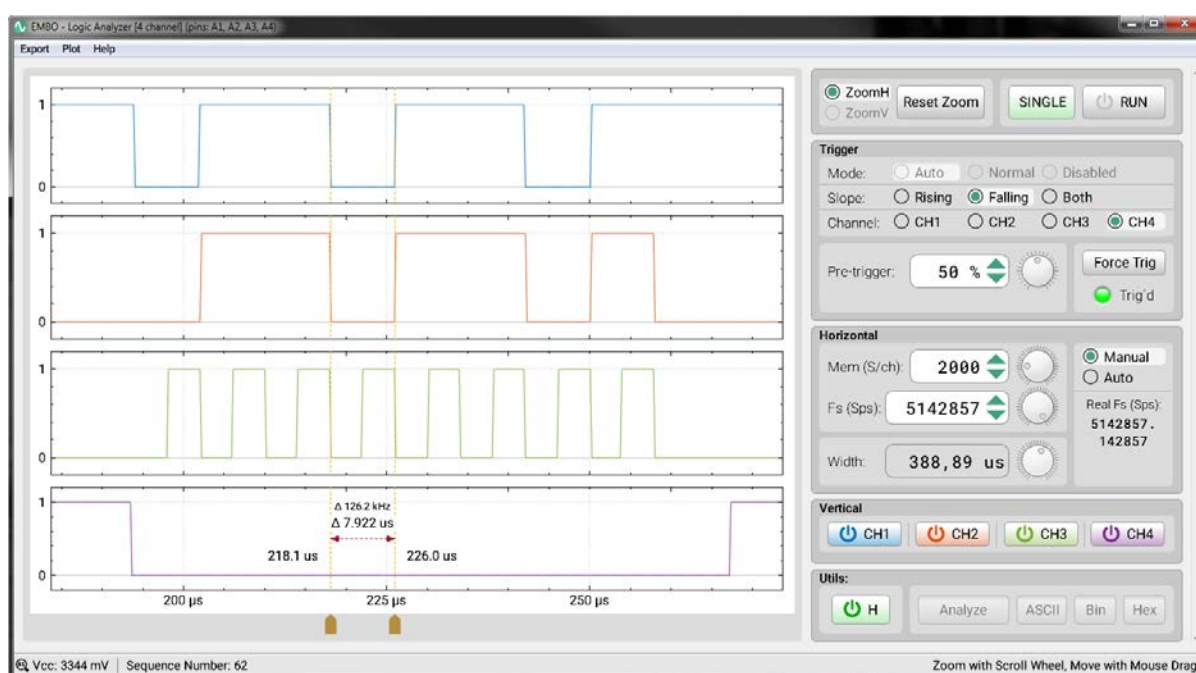 EMBO - Logic Analyzer [4 channel] (pins: A1, A2, A3, A4)
Export Plot Help
1
0
1
0
1
0
1
0
Δ 126.2 kHz
Δ 7.922 us
218.1 us
226.0 us
200 µs
225 µs
250 µs
ZoomH
ZoomV
Reset Zoom
SINGLE
RUN
Trigger
Mode: Auto Normal Disabled
Slope: Rising Falling Both
Channel: CH1 CH2 CH3 CH4
Pre-trigger: 50 %
Force Trig
Trig'd
Horizontal
Mem (S/ch): 2000
Fs (Sps): 5142857
Width: 388,89 us
Manual
Auto
Real Fs (Sps):
5142857.
142857
Vertical
CH1 CH2 CH3 CH4
Utils:
H Analyze ASCII Bin Hex
Vcc: 3344 mV Sequence Number: 62
Zoom with Scroll Wheel, Move with Mouse Drag